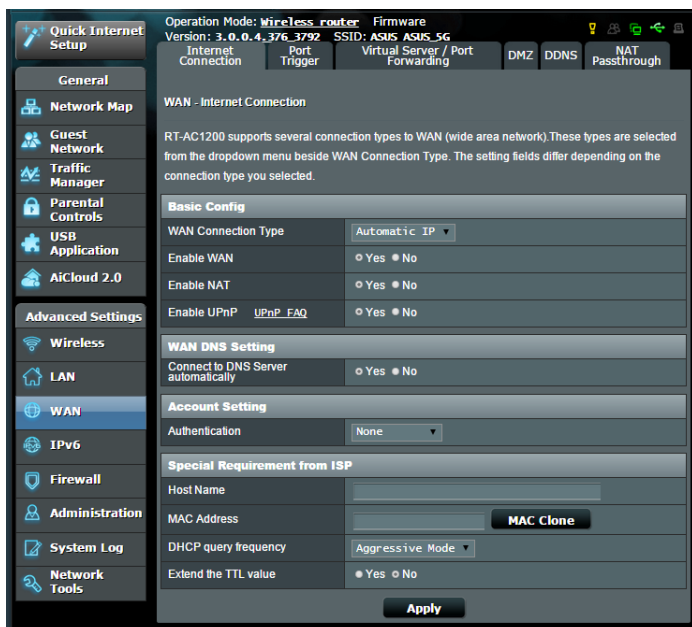 Quick Internet
Setup
General
Network Map
Guest
Network
Traffic
Manager
Parental
Controls
USB
Application
AiCloud 2.0
Advanced Settings
Wireless
LAN
WAN
IPv6
Firewall
Administration
System Log
Network
Tools
Operation Mode: Wireless router Firmware
Version: 3.0.0.4.376_3792 SSID: ASUS ASUS_5G
Internet
Connection
Port
Trigger
Virtual Server / Port
Forwarding
DMZ
DDNS
NAT
Passthrough
WAN - Internet Connection
RT-AC1200 supports several connection types to WAN (wide area network).These types are selected
from the dropdown menu beside WAN Connection Type. The setting fields differ depending on the
connection type you selected.
Basic Config
WAN Connection Type Automatic IP
Enable WAN Yes No
Enable NAT Yes No
Enable UPnP UPnP FAQ Yes No
WAN DNS Setting
Connect to DNS Server
automatically Yes No
Account Setting
Authentication None
Special Requirement from ISP
Host Name
MAC Address MAC Clone
DHCP query frequency Aggressive Mode
Extend the TTL value Yes No
Apply